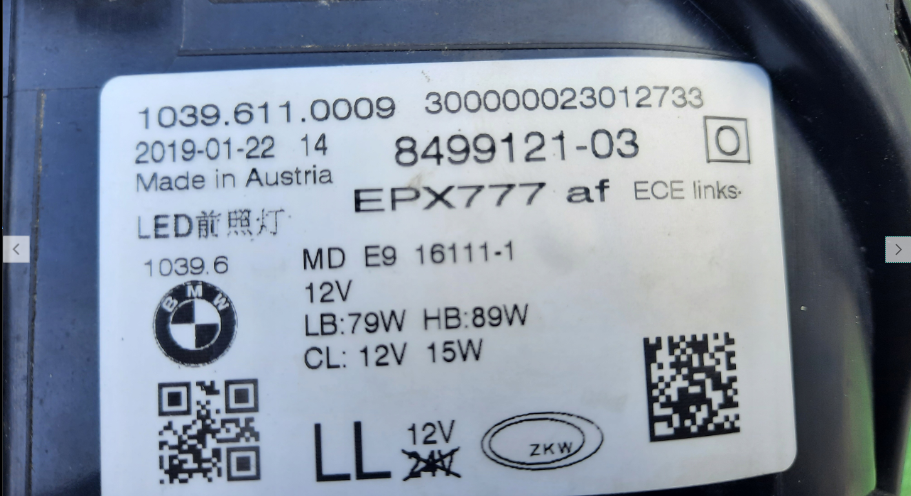 1039.611.0009 300000023012733
2019-01-22 14 8499121-03 O
Made in Austria
EPX777 af ECE links
LED前照灯
1039.6
MD E9 16111-1
BMW
12V
LB:79W HB:89W
CL: 12V 15W
LL 12V
24V
ZKW